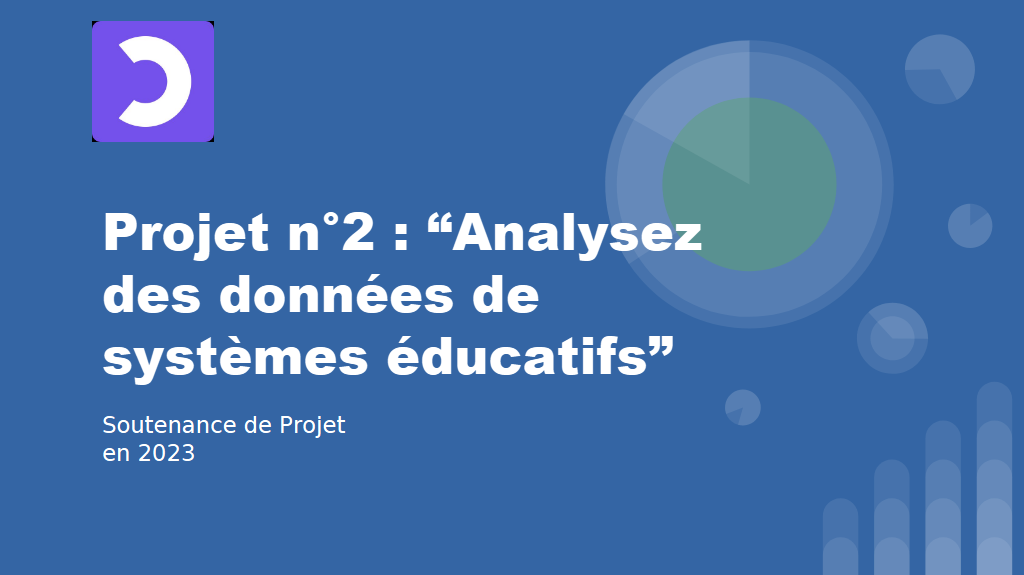 Projet n°2 : “Analysez
des données de
systèmes éducatifs”
Soutenance de Projet
en 2023